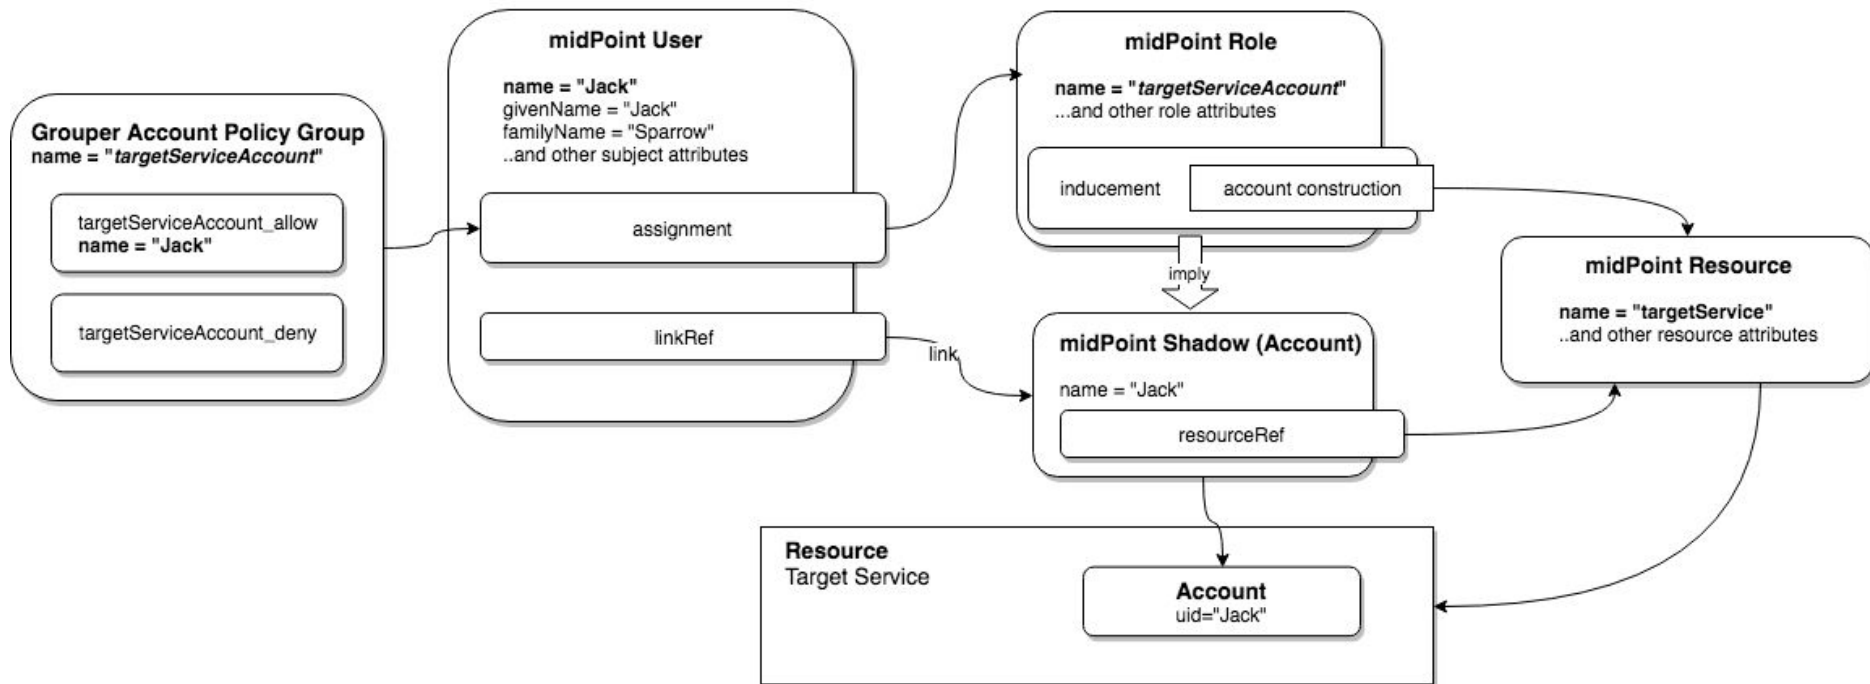 Grouper Account Policy Group
name = "targetServiceAccount"
targetServiceAccount_allow
name = "Jack"
targetServiceAccount_deny
midPoint User
name = "Jack"
givenName = "Jack"
familyName = "Sparrow"
..and other subject attributes
assignment
linkRef
link
midPoint Role
name = "targetServiceAccount"
...and other role attributes
inducement
account construction
imply
midPoint Shadow (Account)
name = "Jack"
resourceRef
midPoint Resource
name = "targetService"
..and other resource attributes
Resource
Target Service
Account
uid="Jack"